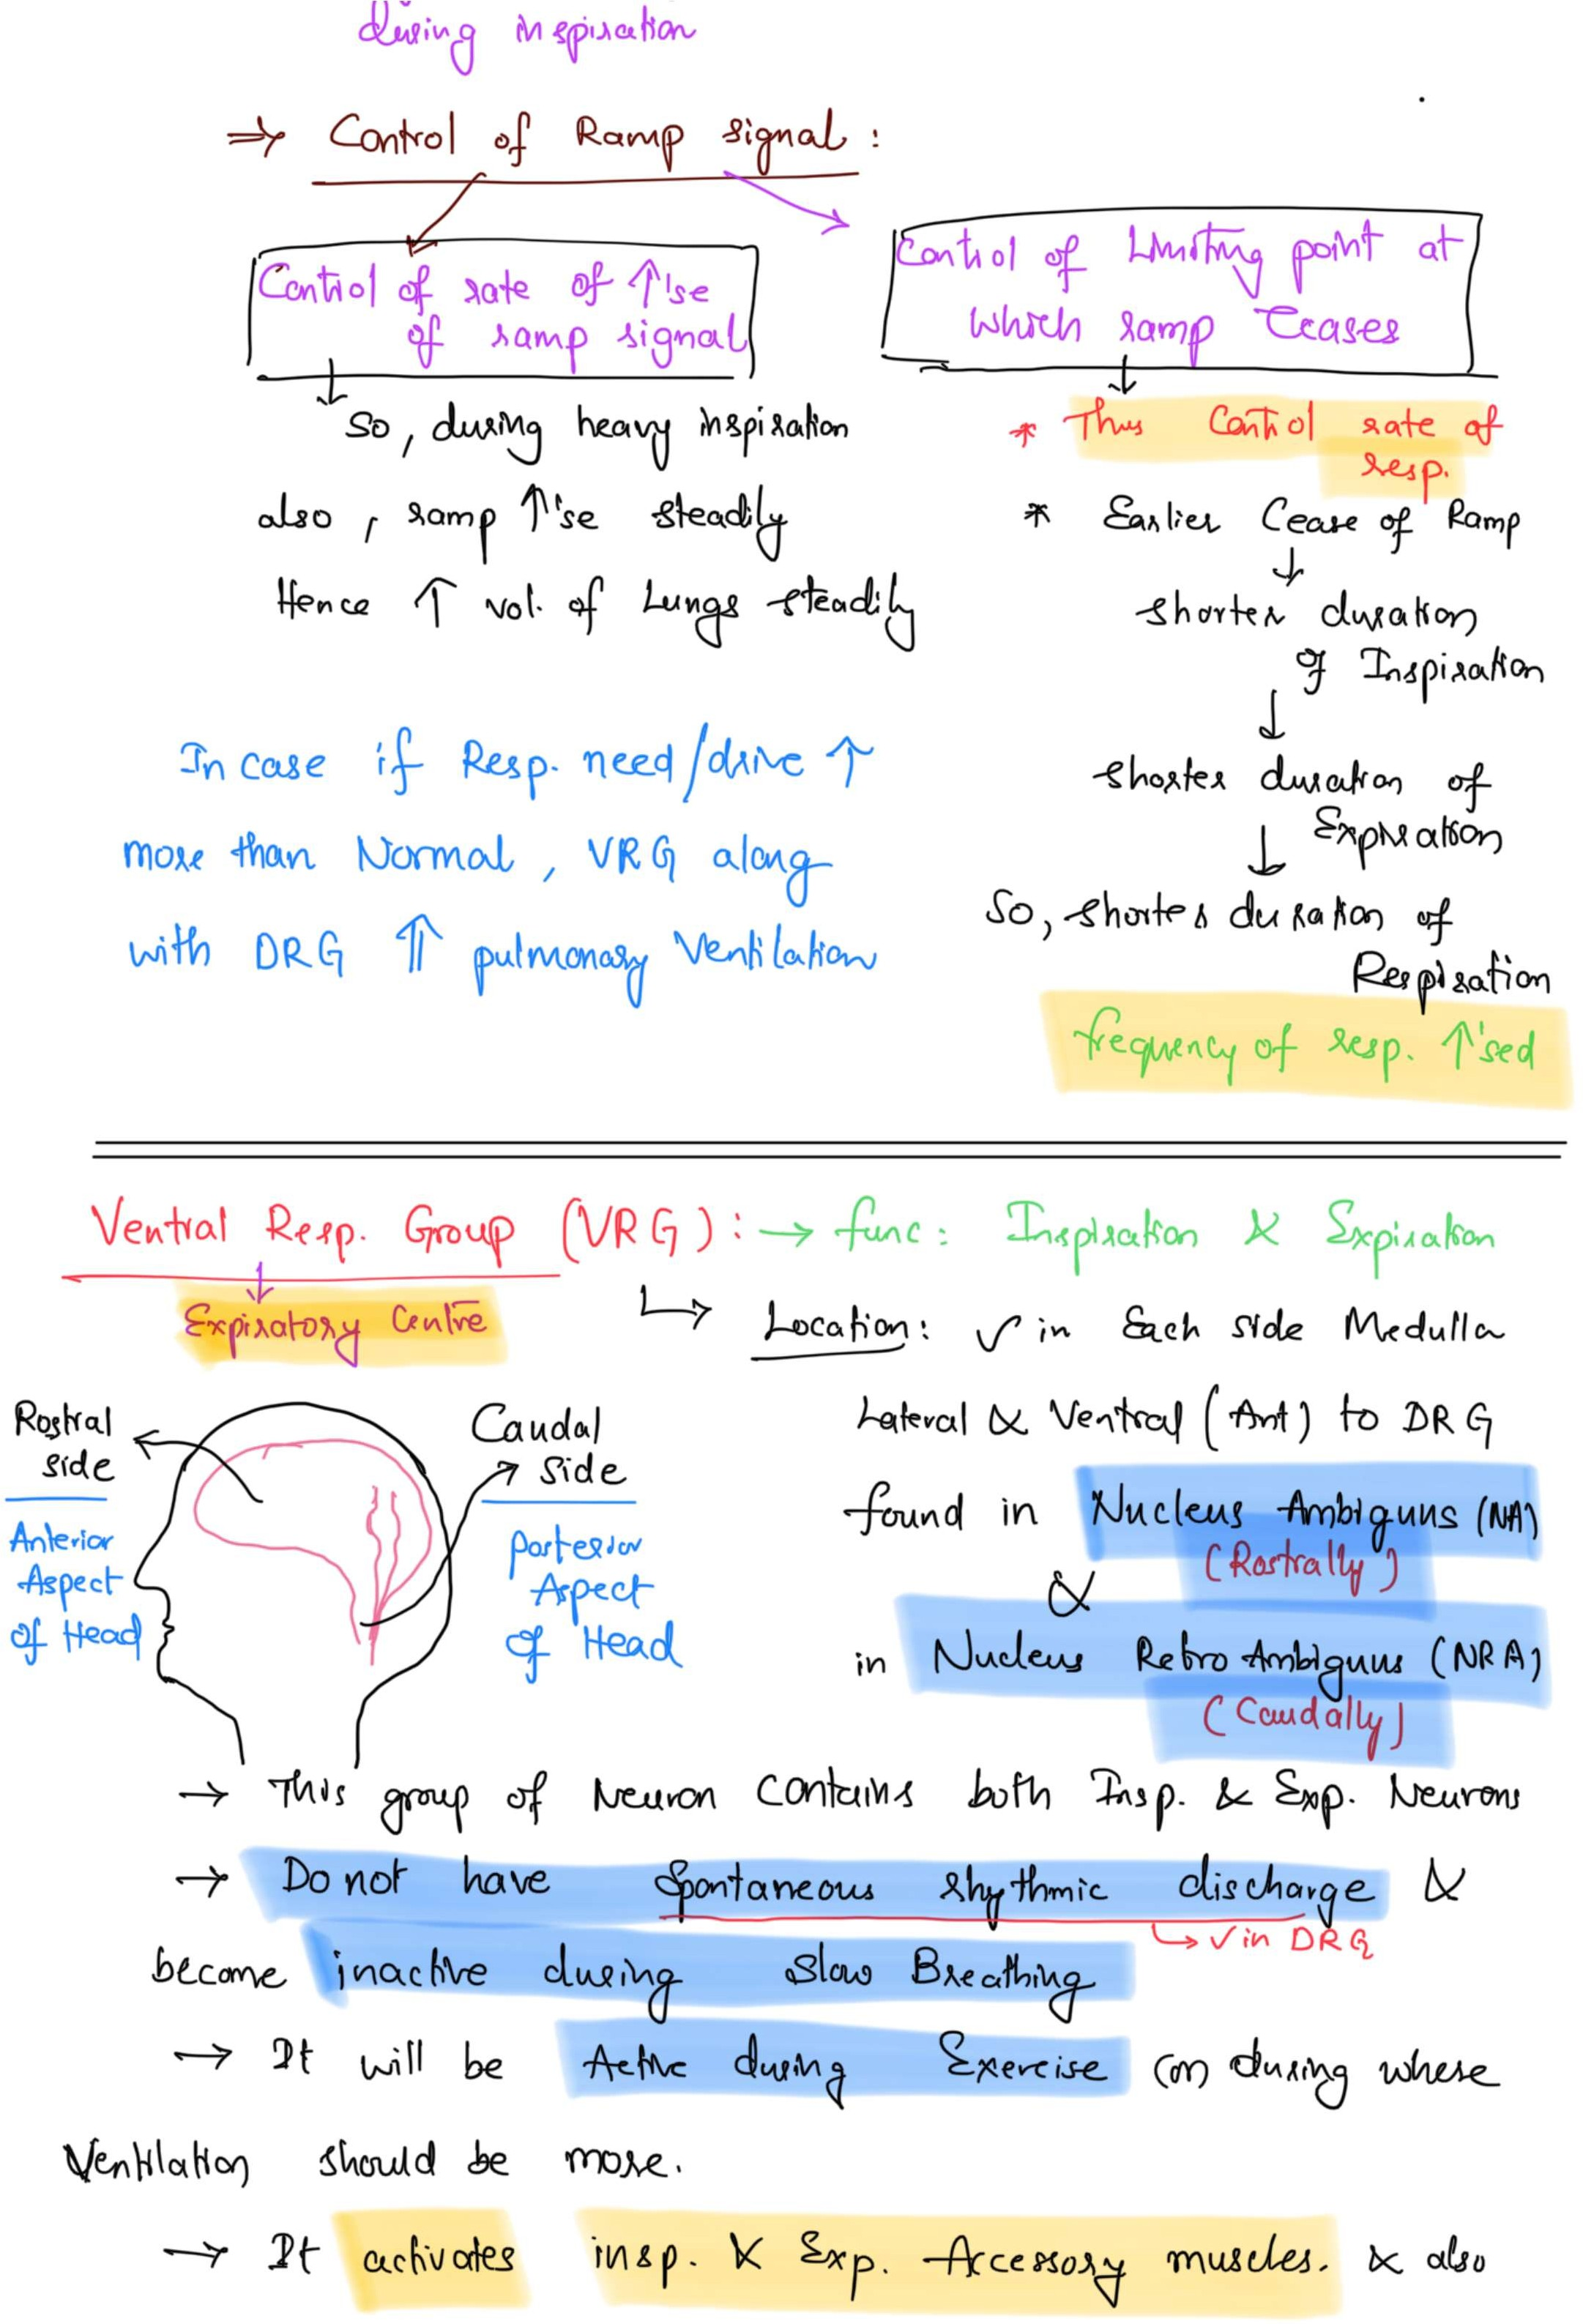 during inspiration
⇒ Control of Ramp signal :
Control of rate of ↑'se
of ramp signal
↓
So, during heavy inspiration
also, ramp ↑'se steadily
Hence ↑ vol. of Lungs steadily
In case if Resp. need/drive ↑
more than Normal, VRG along
with DRG ⇑ pulmonary Ventilation
Control of Limiting point at
which ramp Ceases
↓
* Thus Control rate of
resp.
* Earlier Cease of Ramp
↓
shorter duration
of Inspiration
↓
shorter duration of
Expiration
↓
So, shorter duration of
Respiration
frequency of resp. ↑'sed
Ventral Resp. Group (VRG) : → func : Inspiration & Expiration
↓
Expiratory Centre
↳ Location : ✓ in Each side Medulla
Lateral & Ventral (Ant) to DRG
found in Nucleus Ambiguus (NA)
(Rostrally)
&
in Nucleus Retro Ambiguus (NRA)
(Caudally)
Rostral
side
Anterior
Aspect
of Head
Caudal
side
Posterior
Aspect
of Head
→ This group of Neuron Contains both Insp. & Exp. Neurons
→ Do not have Spontaneous rhythmic discharge &
↳ ✓ in DRG
become inactive during Slow Breathing
→ It will be Active during Exercise (or) during where
Ventilation should be more.
→ It activates insp. & Exp. Accessory muscles. & also